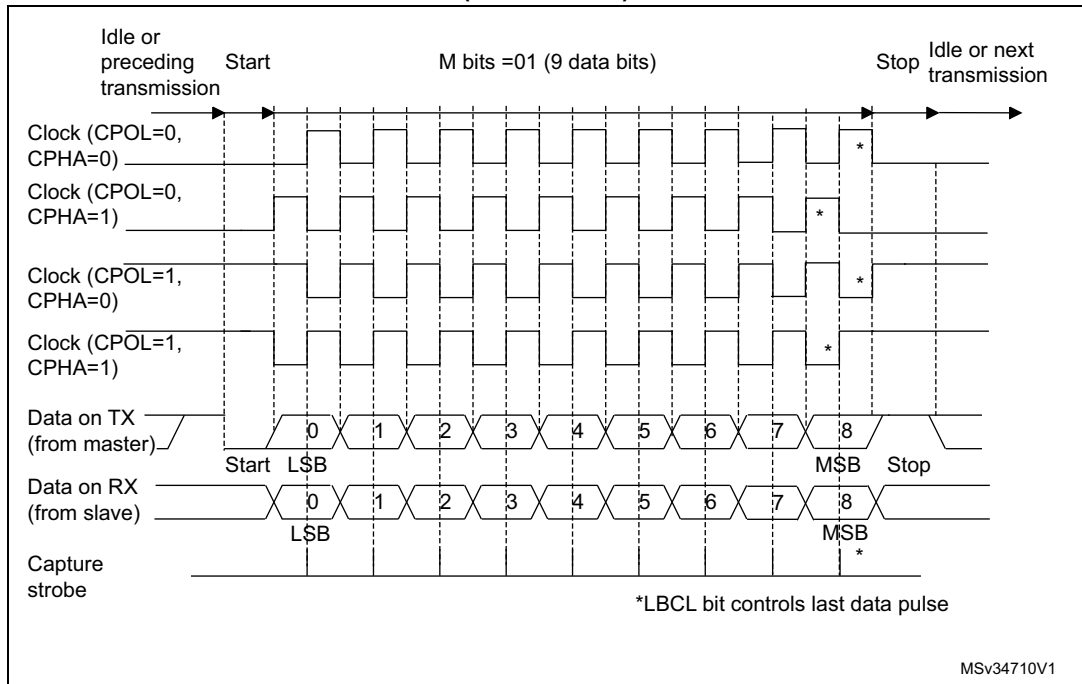 Idle or
preceding
transmission
Start
M bits =01 (9 data bits)
Stop
Idle or next
transmission
Clock (CPOL=0,
CPHA=0)
*
Clock (CPOL=0,
CPHA=1)
*
Clock (CPOL=1,
CPHA=0)
*
Clock (CPOL=1,
CPHA=1)
*
Data on TX
(from master)
0 1 2 3 4 5 6 7 8
Start LSB MSB Stop
Data on RX
(from slave)
0 1 2 3 4 5 6 7 8
LSB MSB
Capture
strobe
*
*LBCL bit controls last data pulse
MSv34710V1